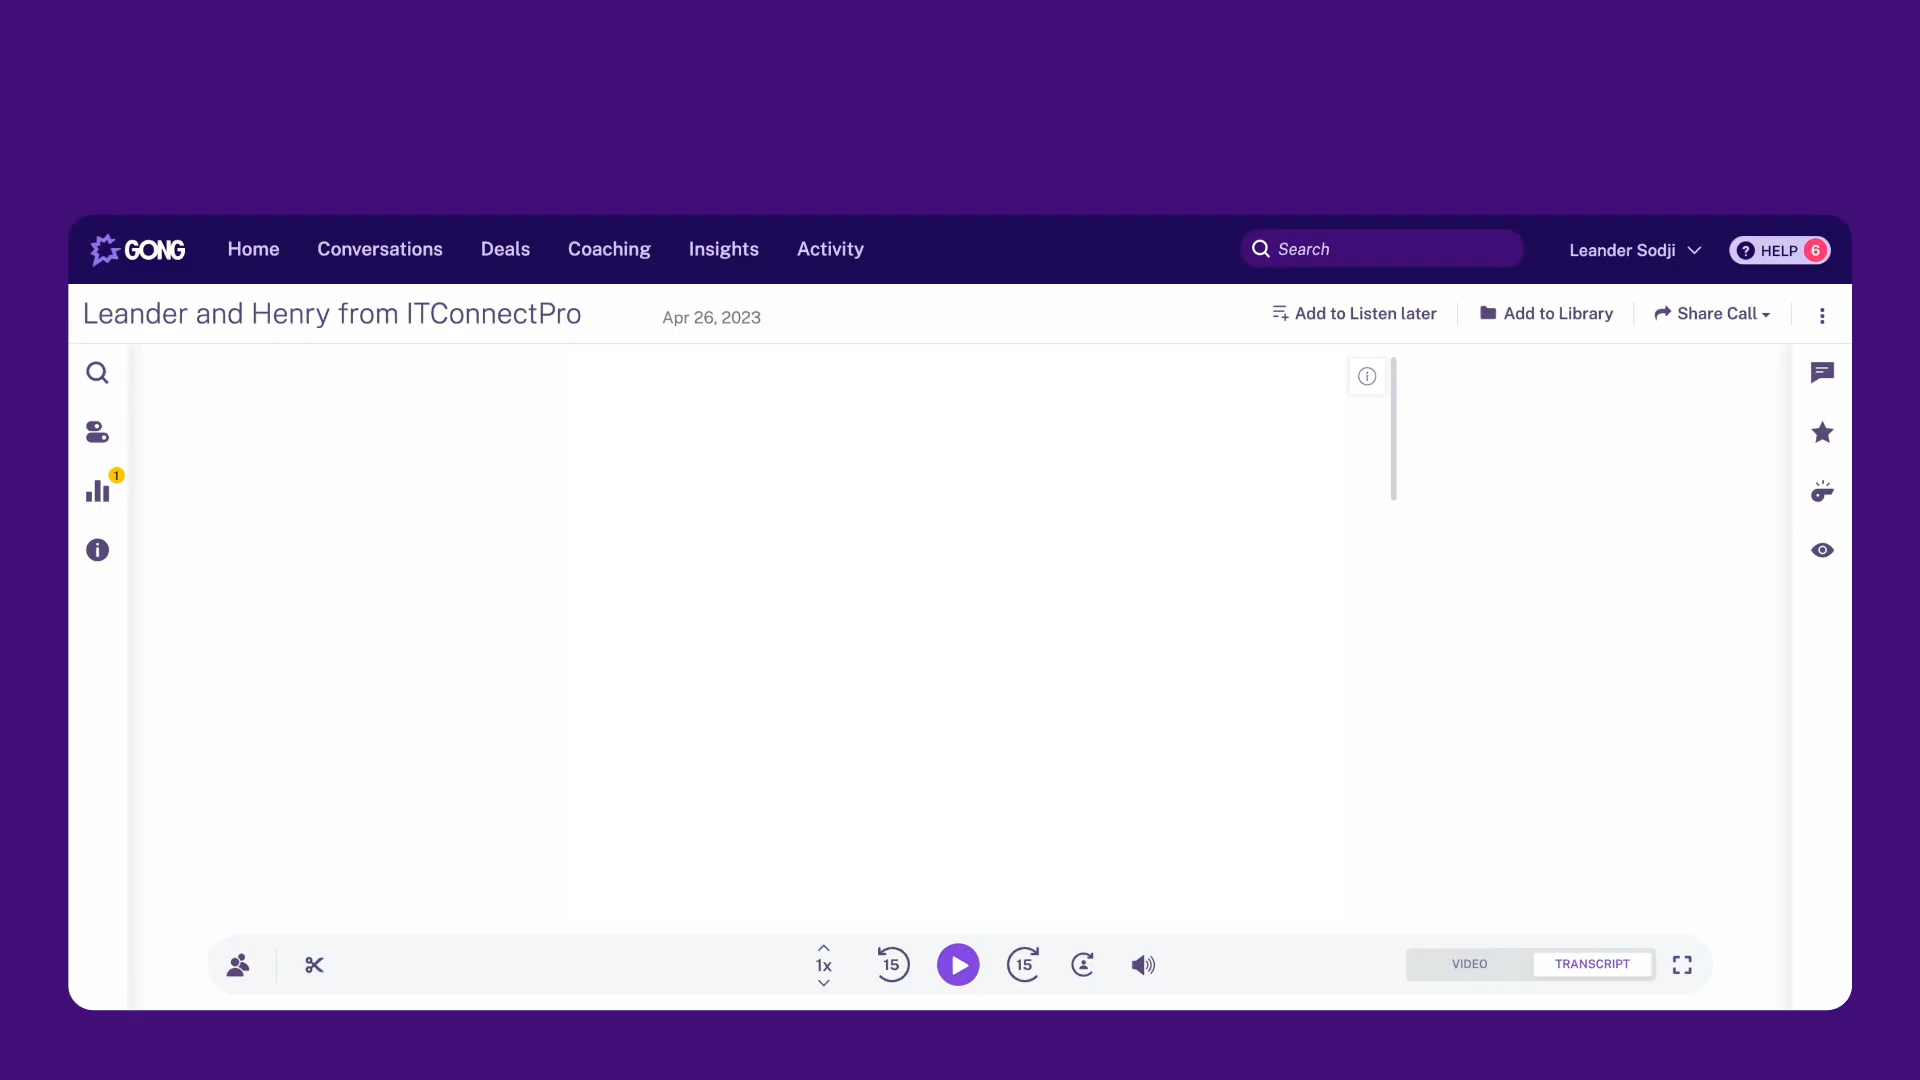 GONG
Home
Conversations
Deals
Coaching
Insights
Activity
Search
Leander Sodji
? HELP 6
Leander and Henry from ITConnectPro
Apr 26, 2023
Add to Listen later
Add to Library
Share Call
1
1x
15
15
VIDEO
TRANSCRIPT